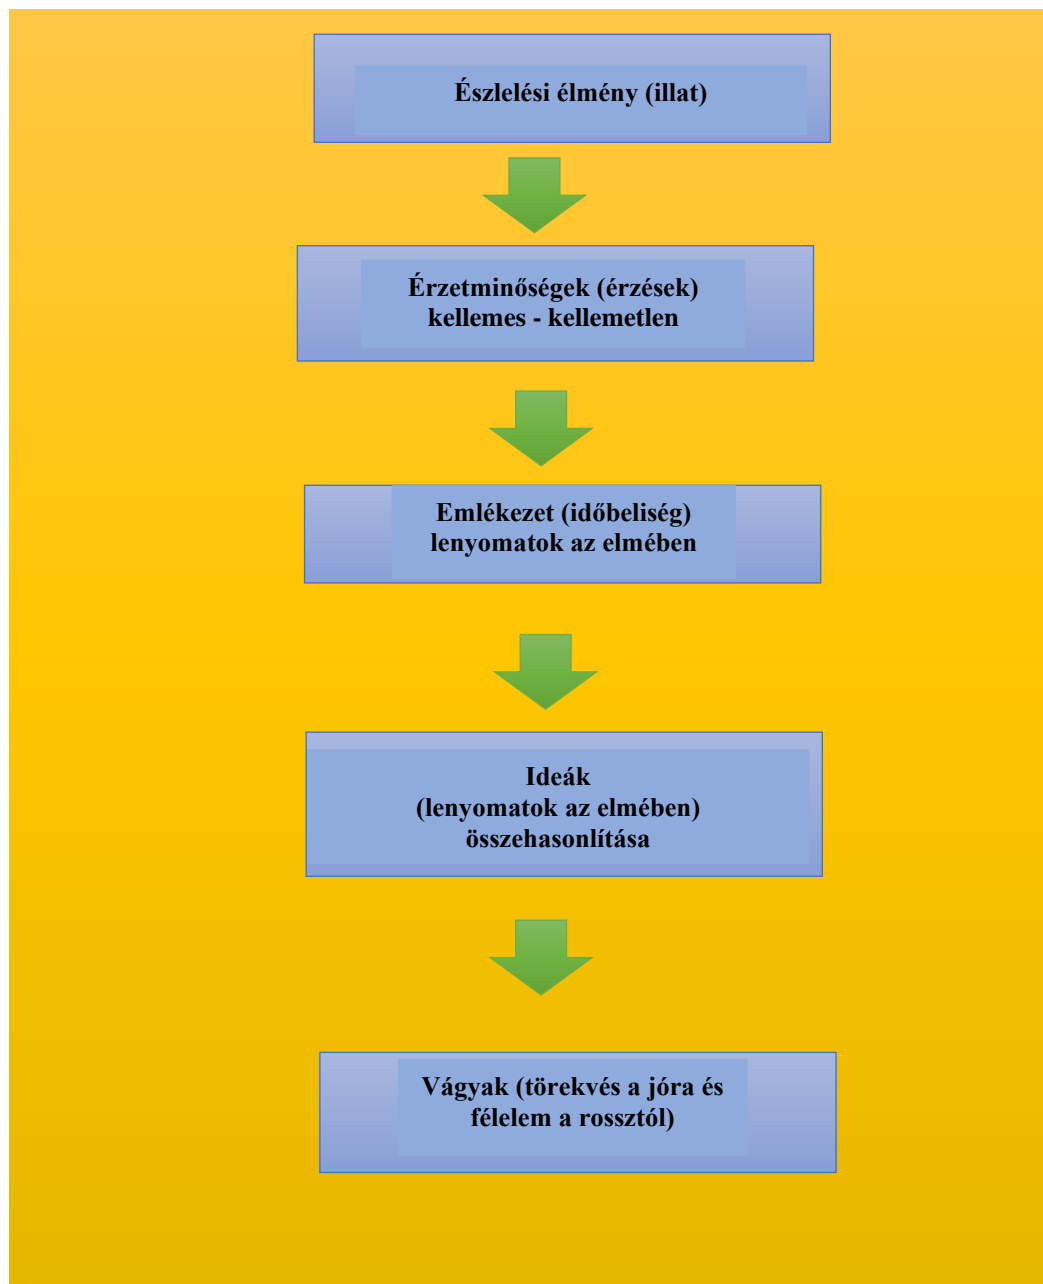 Észlelési élmény (illat)
Érzetminőségek (érzések)
kellemes - kellemetlen
Emlékezet (időbeliség)
lenyomatok az elmében
Ideák
(lenyomatok az elmében)
összehasonlítása
Vágyak (törekvés a jóra és
félelem a rossztól)